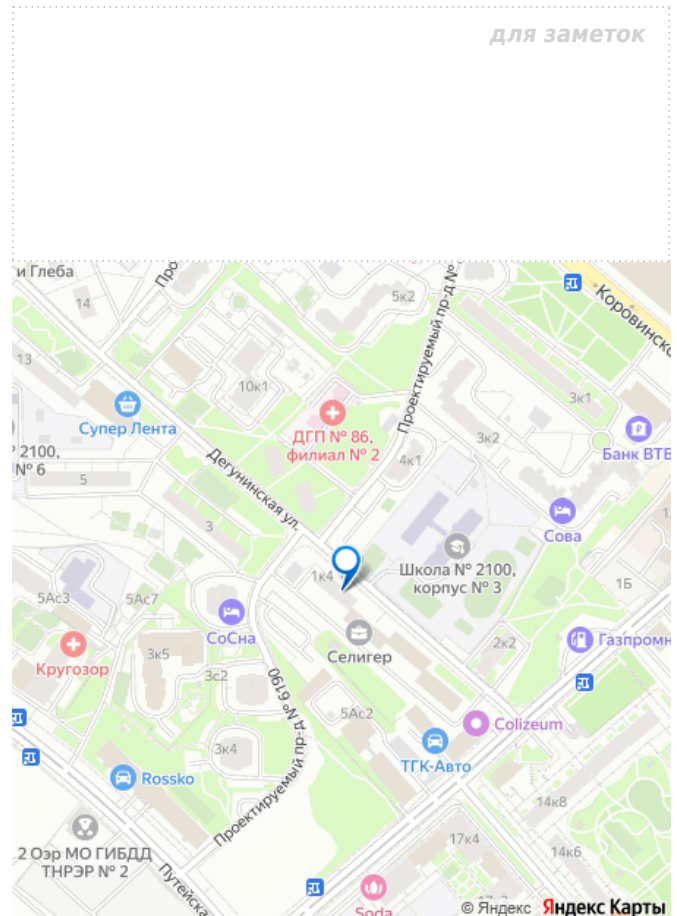 для заметок
и Глеба
Про
14
5к2
Проектируемый пр-д №
Коровинско
13
10к1
3к1
Супер Лента
ДГП № 86,
филиал № 2
3к2
Банк ВТБ
2100,
№ 6
5
Дегунинская ул.
4к1
3
Сова
1к4
Школа № 2100,
корпус № 3
1Б
5Ас3
5Ас7
СоСна
2к2
Газпромн
Кругозор
3к5
Селигер
3с2
Проектируемый пр-д № 6190
5Ас2
Colizeum
3к4
ТГК-Авто
Rossko
14к8
17к4
14к6
2 Оэр МО ГИБДД
ТНРЭР № 2
Путейска
Soda
© Яндекс Яндекс Карты